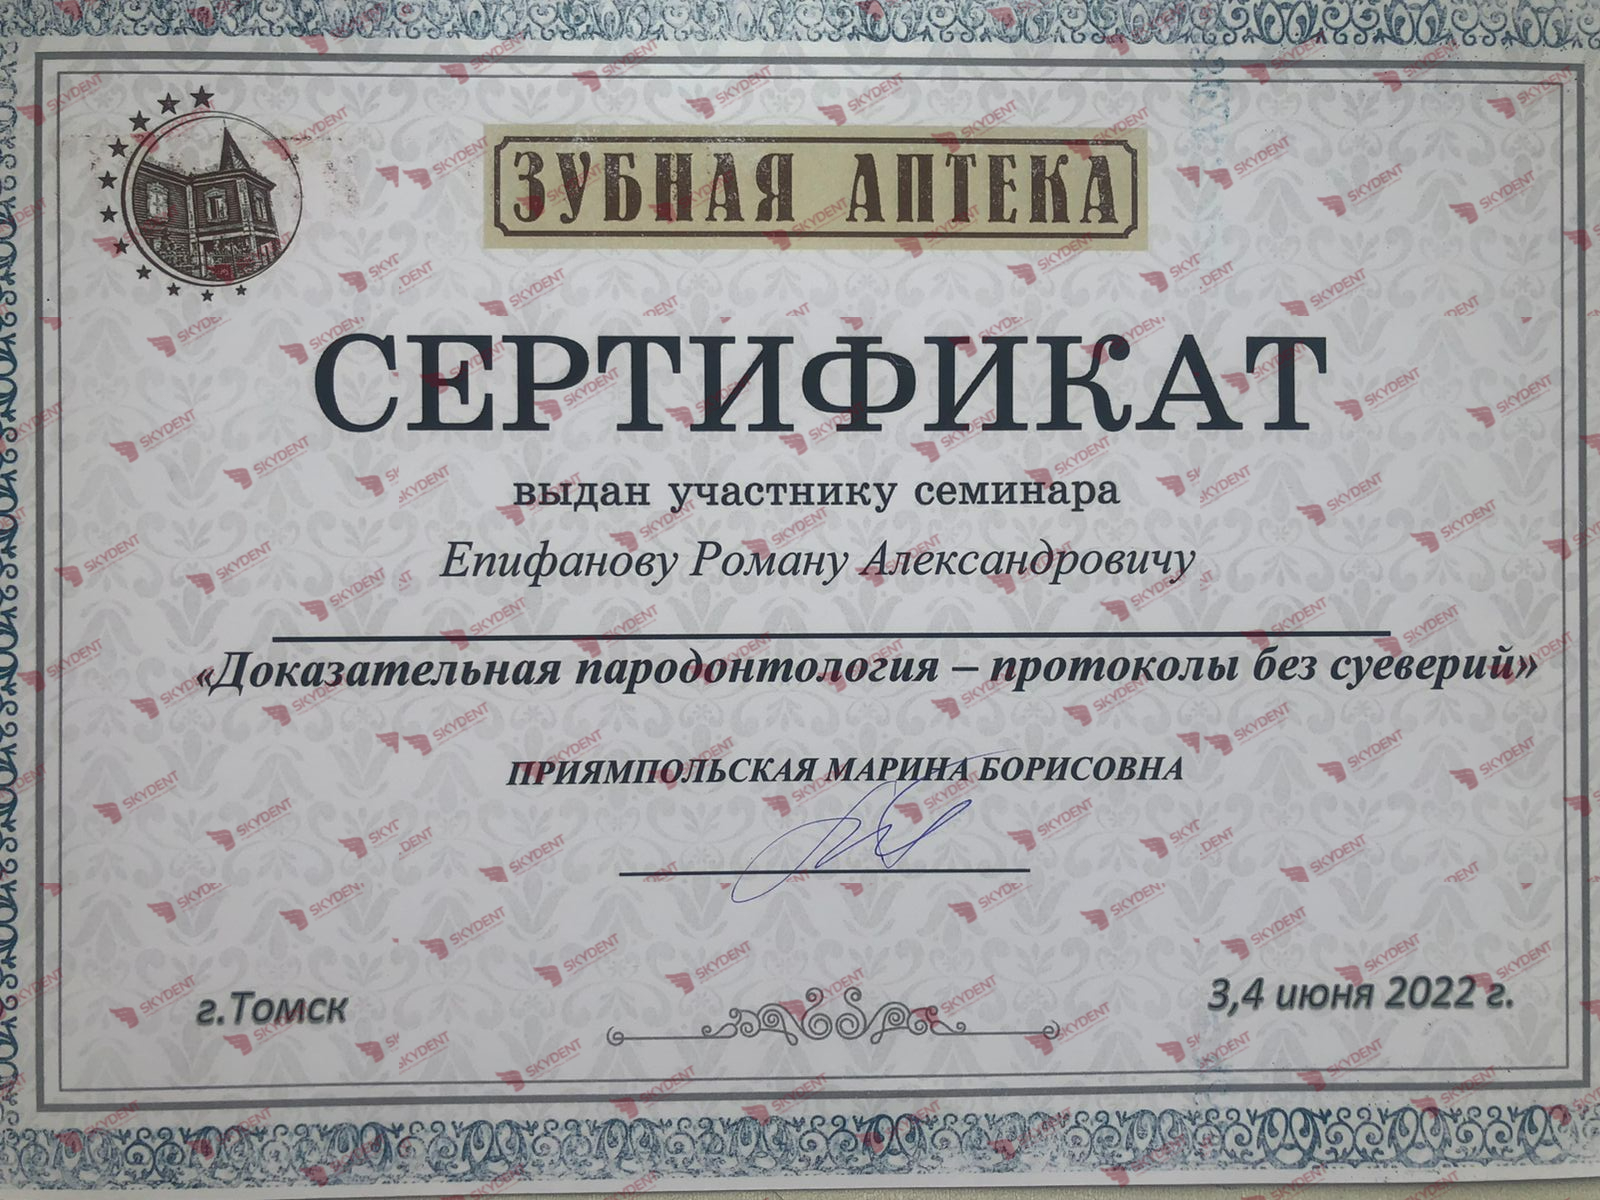 ЗУБНАЯ АПТЕКА
СЕРТИФИКАТ
выдан участнику семинара
Епифанову Роману Александровичу
«Доказательная пародонтология – протоколы без суеверий»
ПРИЯМПОЛЬСКАЯ МАРИНА БОРИСОВНА
г.Томск
3,4 июня 2022 г.
SKYDENT